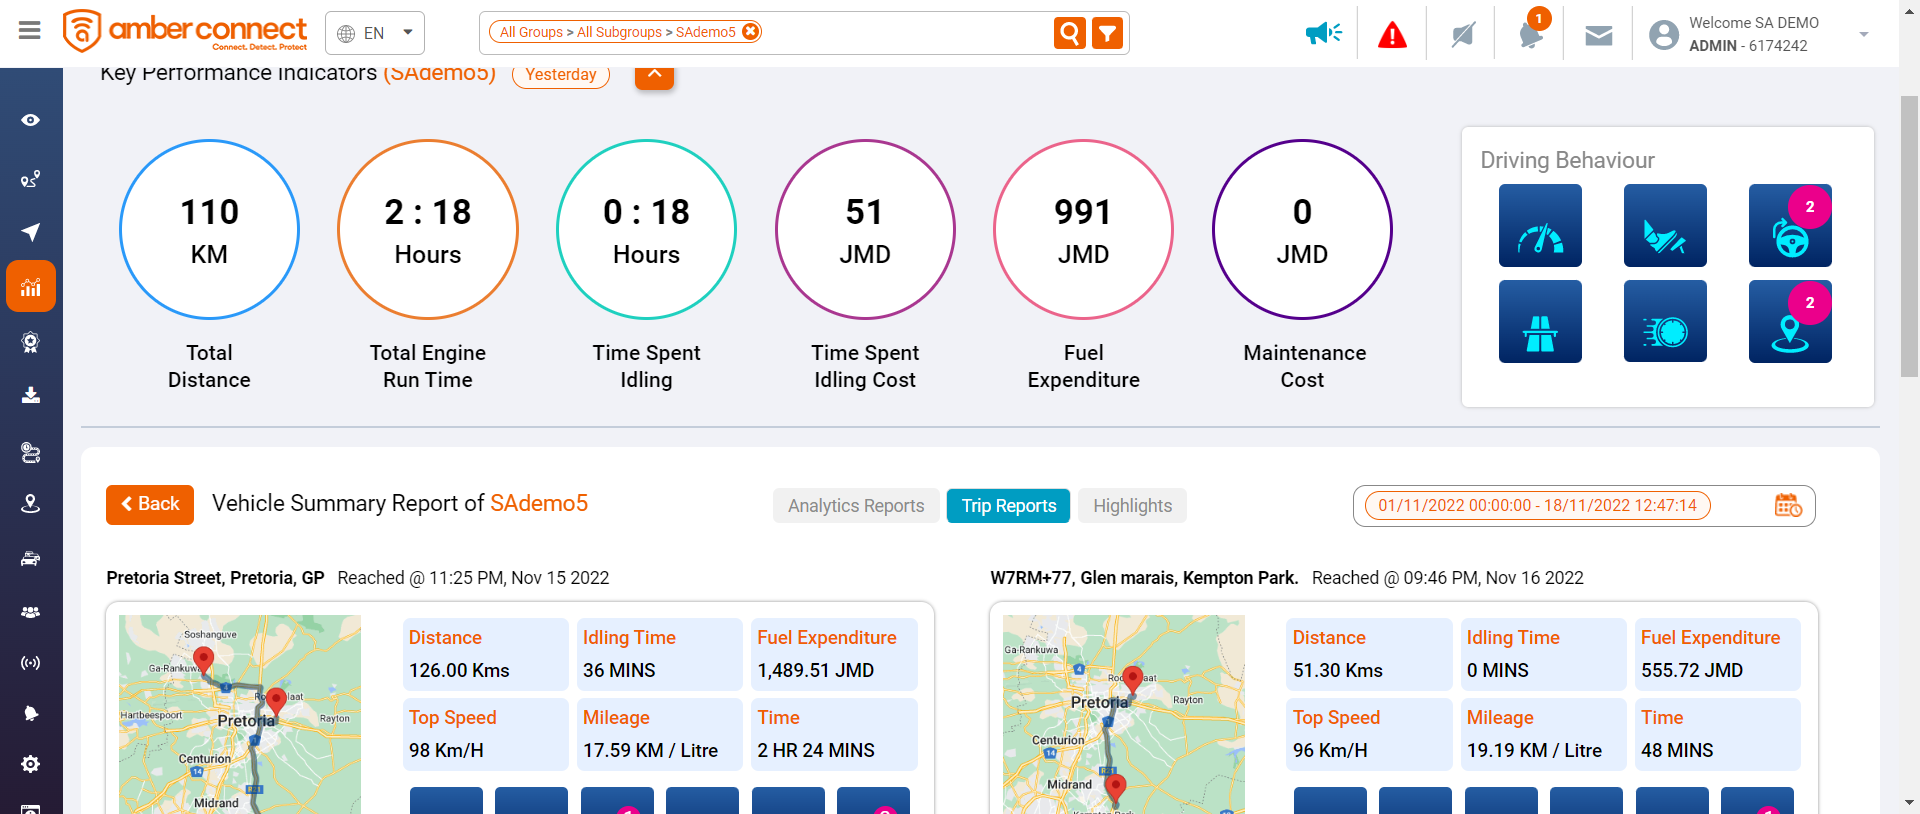 amber connect
Connect. Detect. Protect
EN
All Groups > All Subgroups > SAdemo5
1
Welcome SA DEMO
ADMIN - 6174242
Key Performance Indicators (SAdemo5)
Yesterday
110
KM
Total
Distance
2 : 18
Hours
Total Engine
Run Time
0 : 18
Hours
Time Spent
Idling
51
JMD
Time Spent
Idling Cost
991
JMD
Fuel
Expenditure
0
JMD
Maintenance
Cost
Driving Behaviour
2
2
Back
Vehicle Summary Report of SAdemo5
Analytics Reports
Trip Reports
Highlights
01/11/2022 00:00:00 - 18/11/2022 12:47:14
Pretoria Street, Pretoria, GP Reached @ 11:25 PM, Nov 15 2022
Soshanguve
Ga-Rankuwa
Hartbeespoort
Pretoria
Rayton
Centurion
14
R21
Midrand
Distance
126.00 Kms
Idling Time
36 MINS
Fuel Expenditure
1,489.51 JMD
Top Speed
98 Km/H
Mileage
17.59 KM / Litre
Time
2 HR 24 MINS
W7RM+77, Glen marais, Kempton Park. Reached @ 09:46 PM, Nov 16 2022
Ga-Rankuwa
Pretoria
Rayton
Centurion
14
Midrand
Distance
51.30 Kms
Idling Time
0 MINS
Fuel Expenditure
555.72 JMD
Top Speed
96 Km/H
Mileage
19.19 KM / Litre
Time
48 MINS